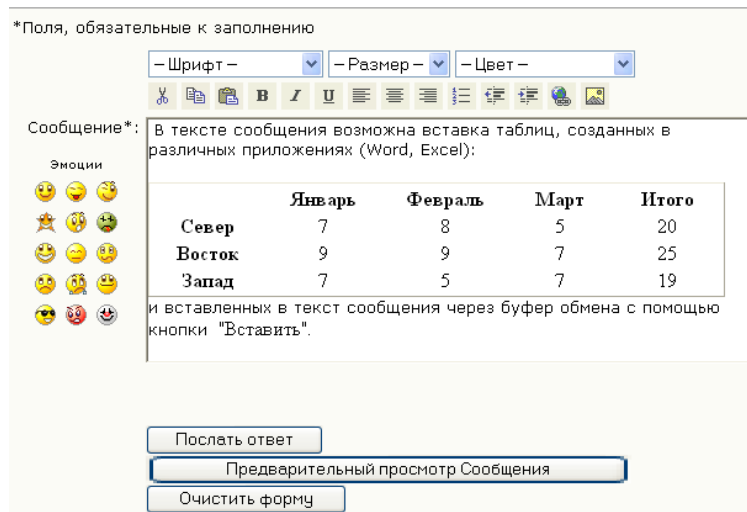 *Поля, обязательные к заполнению
– Шрифт – – Размер – – Цвет –
B I U
Сообщение*:
Эмоции
В тексте сообщения возможна вставка таблиц, созданных в
различных приложениях (Word, Excel):
Январь Февраль Март Итого
Север 7 8 5 20
Восток 9 9 7 25
Запад 7 5 7 19
и вставленных в текст сообщения через буфер обмена с помощью
кнопки "Вставить".
Послать ответ
Предварительный просмотр Сообщения
Очистить форму